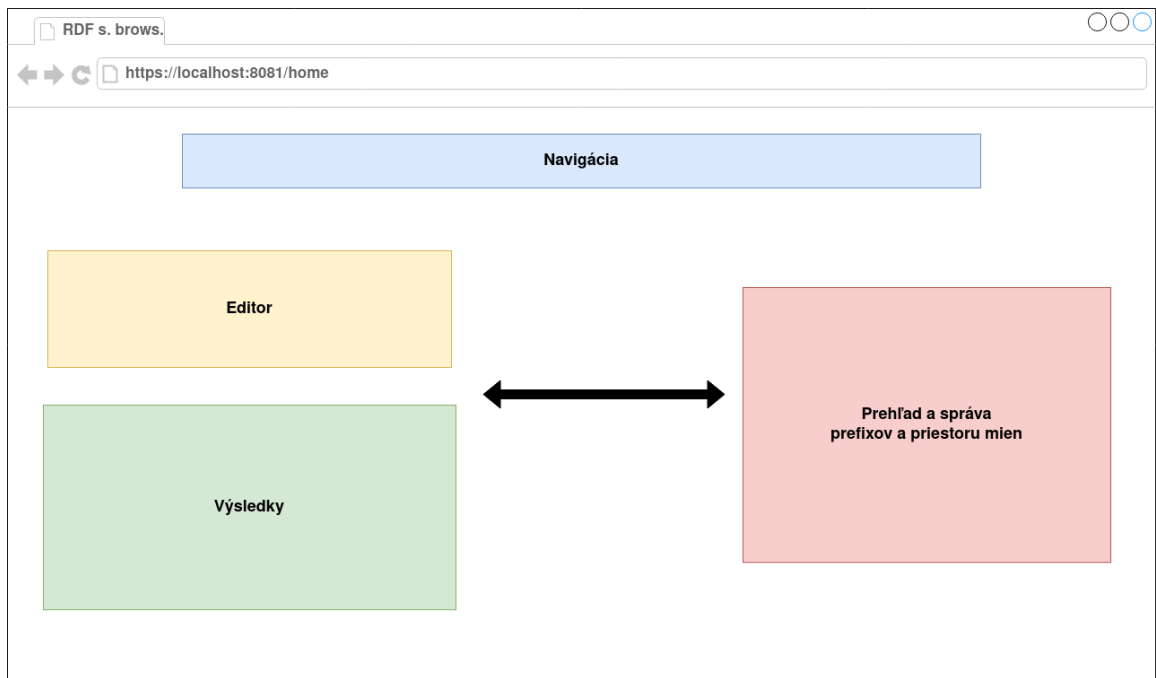 RDF s. brows.
https://localhost:8081/home
Navigácia
Editor
Prehľad a správa
prefixov a priestoru mien
Výsledky